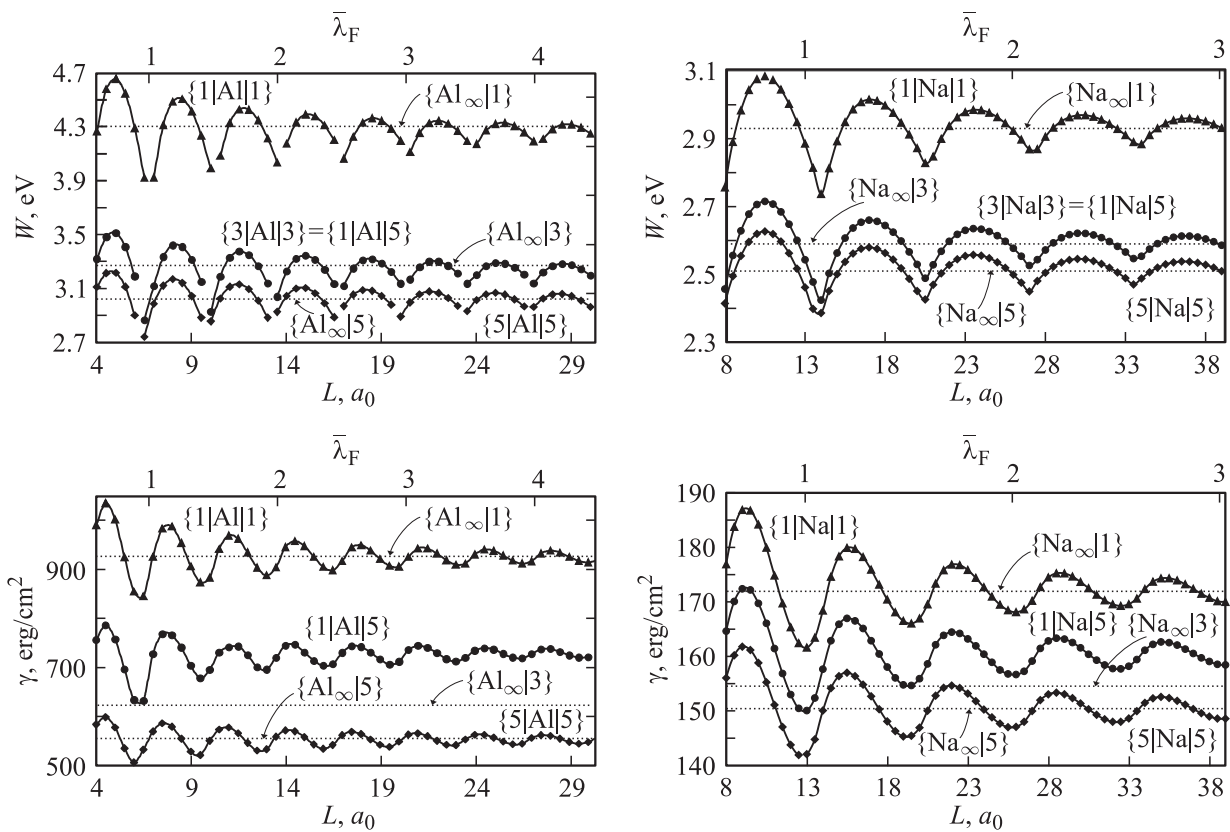 λ̄_F
1 2 3 4
4.7
4.3
3.9
3.5
3.1
2.7
W, eV
{1|Al|1}
{Al∞|1}
{3|Al|3}={1|Al|5}
{Al∞|3}
{Al∞|5}
{5|Al|5}
4 9 14 19 24 29
L, a₀
λ̄_F
1 2 3
3.1
2.9
2.7
2.5
2.3
W, eV
{1|Na|1}
{Na∞|1}
{Na∞|3}
{3|Na|3}={1|Na|5}
{Na∞|5}
{5|Na|5}
8 13 18 23 28 33 38
L, a₀
λ̄_F
1 2 3 4
900
700
500
γ, erg/cm²
{1|Al|1}
{Al∞|1}
{1|Al|5}
{Al∞|5}
{Al∞|3}
{5|Al|5}
4 9 14 19 24 29
L, a₀
λ̄_F
1 2 3
190
180
170
160
150
140
γ, erg/cm²
{1|Na|1}
{Na∞|1}
{1|Na|5}
{Na∞|3}
{Na∞|5}
{5|Na|5}
8 13 18 23 28 33 38
L, a₀